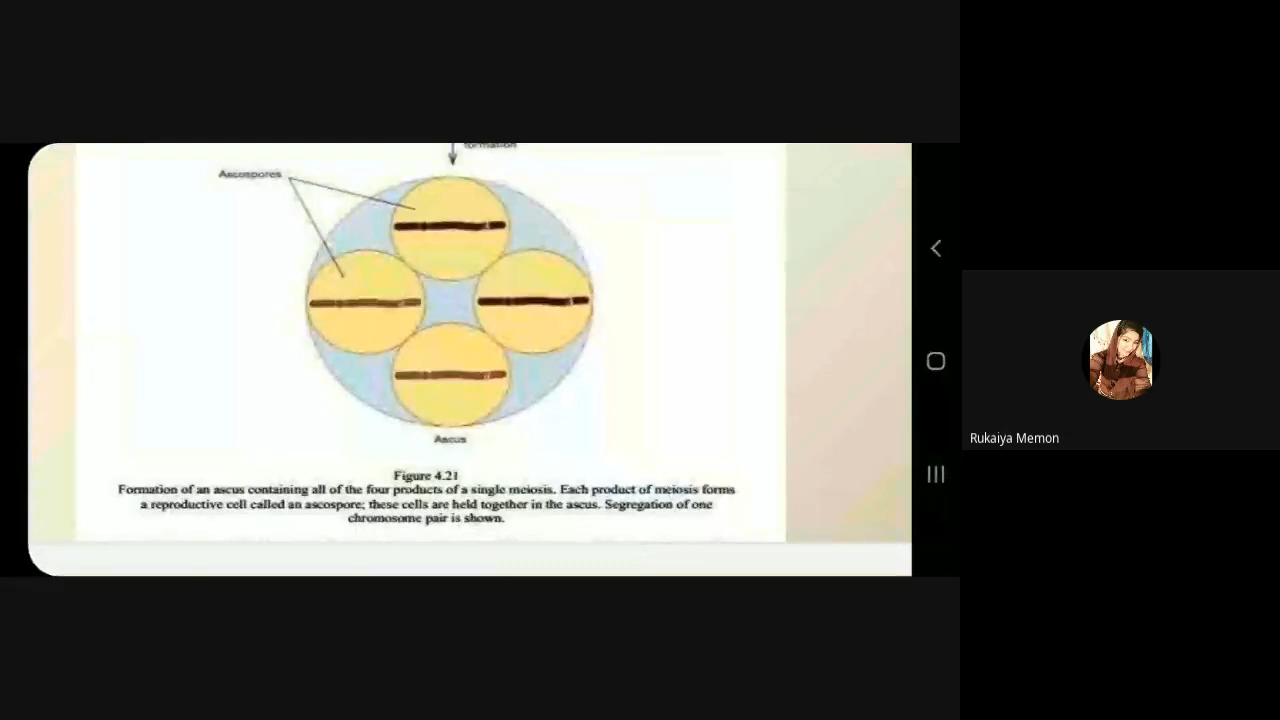 formation
Ascospores
Ascus
Figure 4.21
Formation of an ascus containing all of the four products of a single meiosis. Each product of meiosis forms
a reproductive cell called an ascospore; these cells are held together in the ascus. Segregation of one
chromosome pair is shown.
Rukaiya Memon